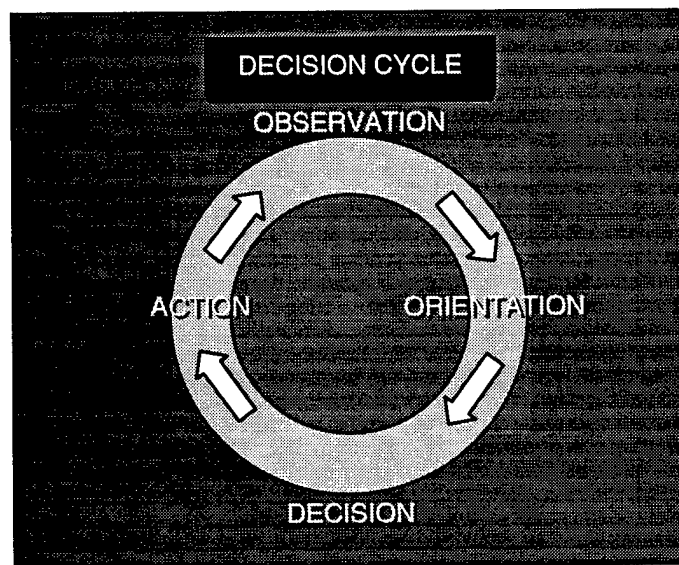 DECISION CYCLE
OBSERVATION
ACTION
ORIENTATION
DECISION